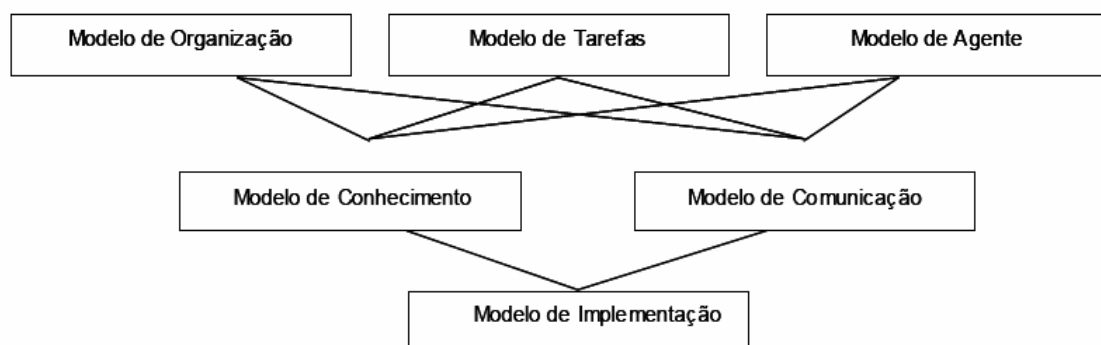 Modelo de Organização
Modelo de Tarefas
Modelo de Agente
Modelo de Conhecimento
Modelo de Comunicação
Modelo de Implementação